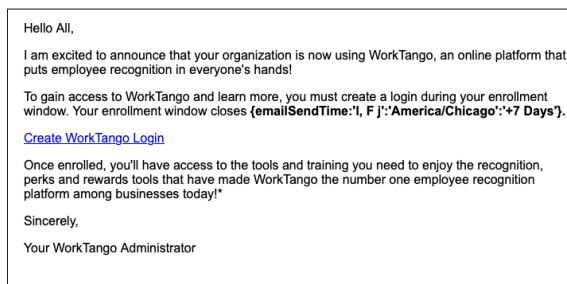 Hello All,
I am excited to announce that your organization is now using WorkTango, an online platform that
puts employee recognition in everyone's hands!
To gain access to WorkTango and learn more, you must create a login during your enrollment
window. Your enrollment window closes {emailSendTime:'l, F j':'America/Chicago':'+7 Days'}.
Create WorkTango Login
Once enrolled, you'll have access to the tools and training you need to enjoy the recognition,
perks and rewards tools that have made WorkTango the number one employee recognition
platform among businesses today!*
Sincerely,
Your WorkTango Administrator